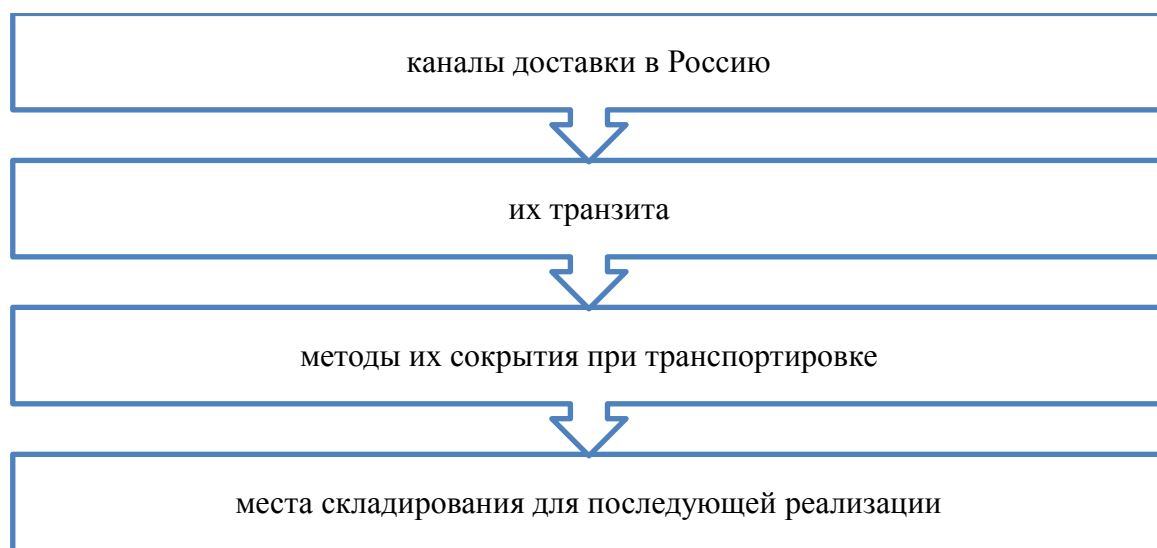 каналы доставки в Россию
их транзита
методы их сокрытия при транспортировке
места складирования для последующей реализации